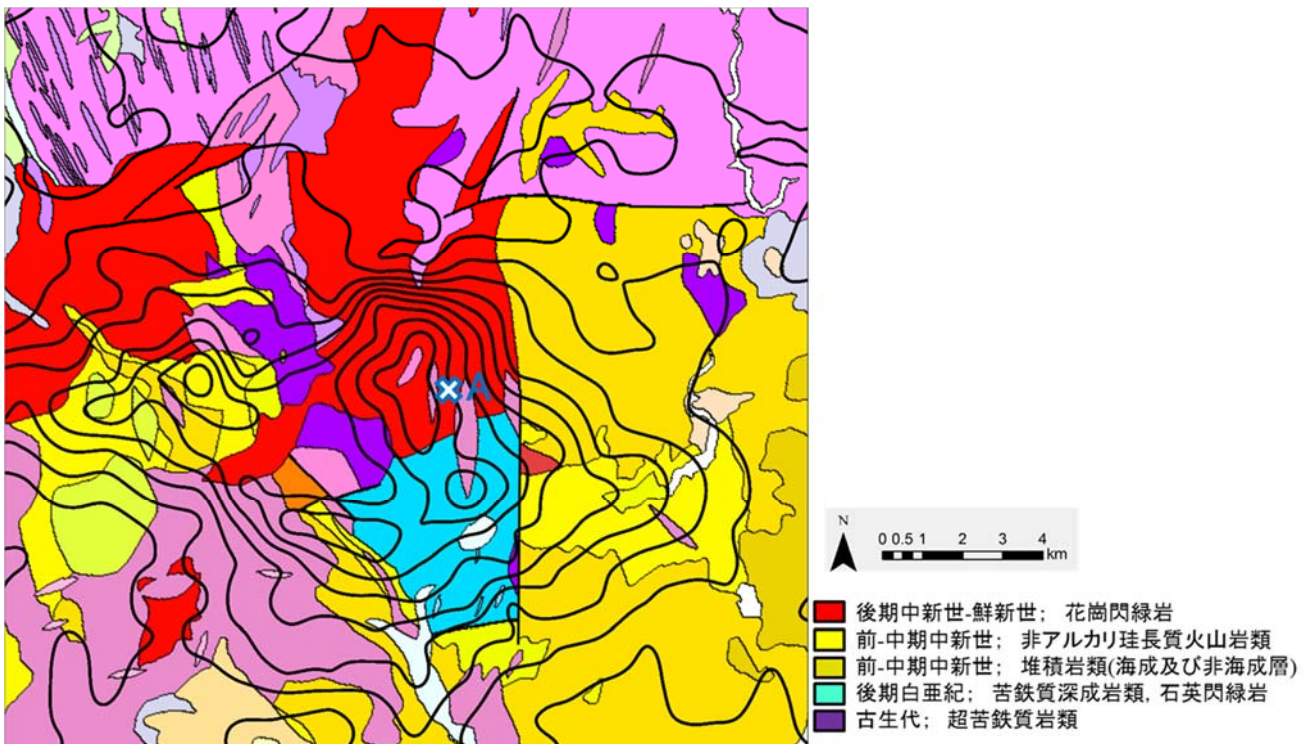 A
N
0 0.5 1 2 3 4
km
後期中新世-鮮新世; 花崗閃緑岩
前-中期中新世; 非アルカリ珪長質火山岩類
前-中期中新世; 堆積岩類(海成及び非海成層)
後期白亜紀; 苦鉄質深成岩類, 石英閃緑岩
古生代; 超苦鉄質岩類